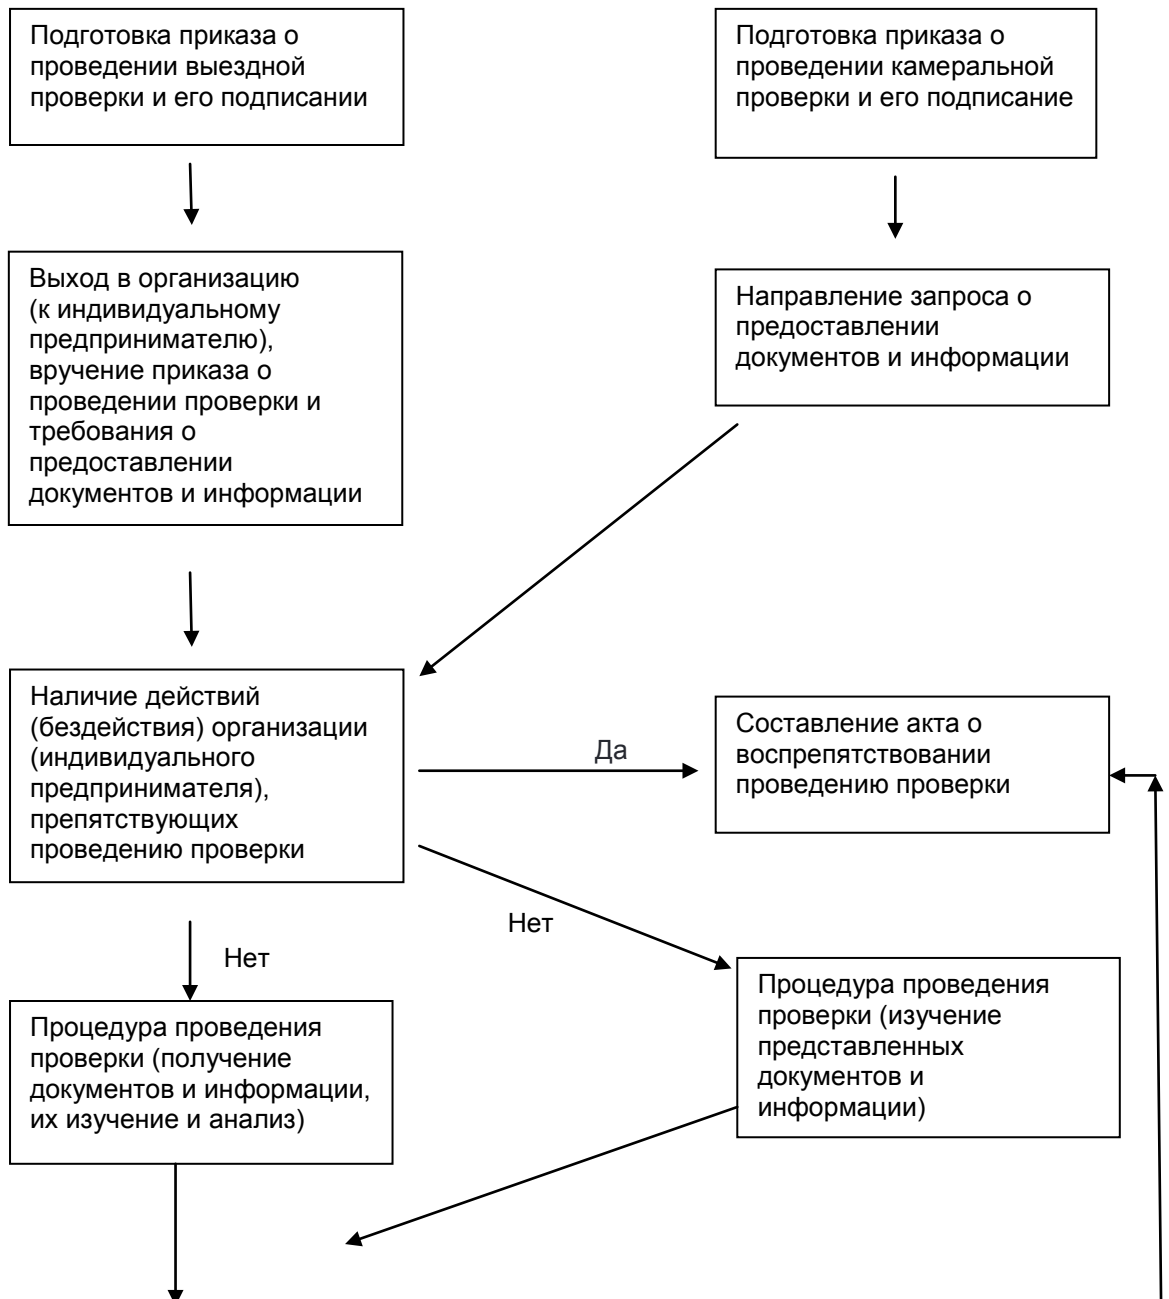 Подготовка приказа о
проведении выездной
проверки и его подписании
Подготовка приказа о
проведении камеральной
проверки и его подписание
Выход в организацию
(к индивидуальному
предпринимателю),
вручение приказа о
проведении проверки и
требования о
предоставлении
документов и информации
Направление запроса о
предоставлении
документов и информации
Наличие действий
(бездействия) организации
(индивидуального
предпринимателя),
препятствующих
проведению проверки
Да
Составление акта о
воспрепятствовании
проведению проверки
Нет
Нет
Процедура проведения
проверки (получение
документов и информации,
их изучение и анализ)
Процедура проведения
проверки (изучение
представленных
документов и
информации)